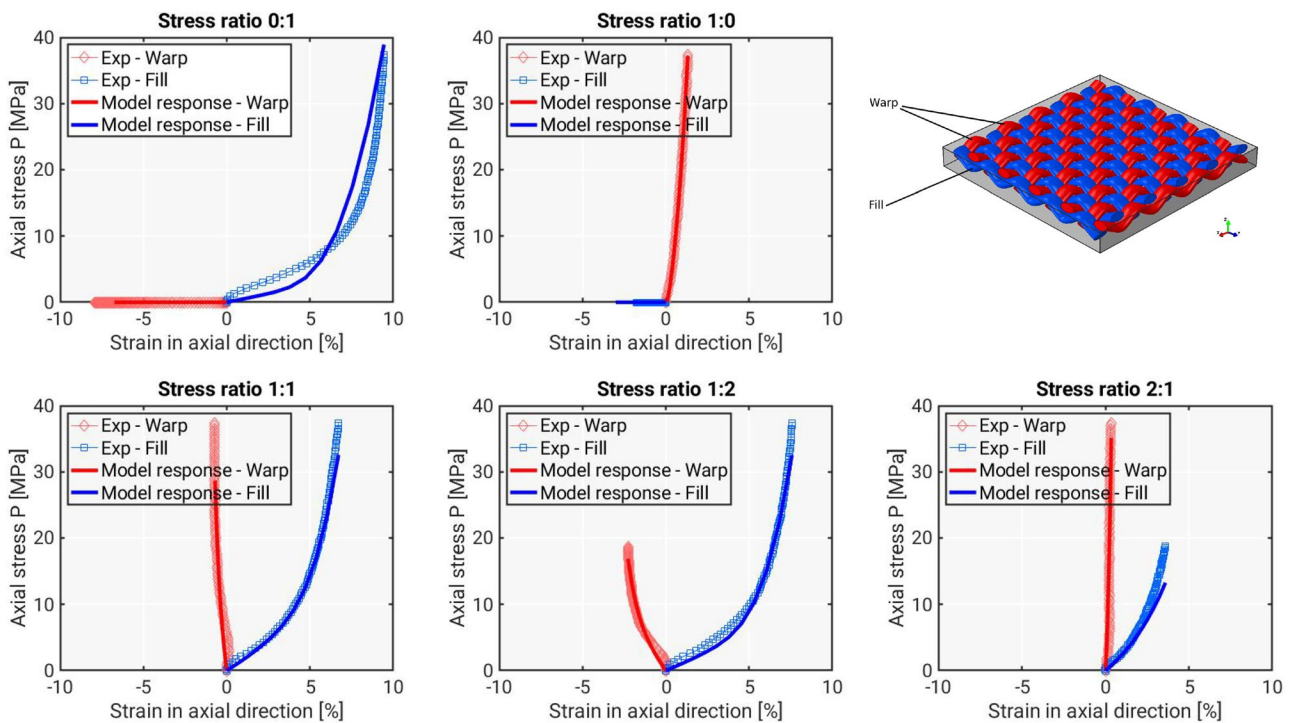 Stress ratio 0:1
40
30
20
10
0
Axial stress P [MPa]
Exp - Warp
Exp - Fill
Model response - Warp
Model response - Fill
-10 -5 0 5 10
Strain in axial direction [%]
Stress ratio 1:0
40
30
20
10
0
Axial stress P [MPa]
Exp - Warp
Exp - Fill
Model response - Warp
Model response - Fill
-10 -5 0 5 10
Strain in axial direction [%]
Warp
Fill
Stress ratio 1:1
40
30
20
10
0
Axial stress P [MPa]
Exp - Warp
Exp - Fill
Model response - Warp
Model response - Fill
-10 -5 0 5 10
Strain in axial direction [%]
Stress ratio 1:2
40
30
20
10
0
Axial stress P [MPa]
Exp - Warp
Exp - Fill
Model response - Warp
Model response - Fill
-10 -5 0 5 10
Strain in axial direction [%]
Stress ratio 2:1
40
30
20
10
0
Axial stress P [MPa]
Exp - Warp
Exp - Fill
Model response - Warp
Model response - Fill
-10 -5 0 5 10
Strain in axial direction [%]